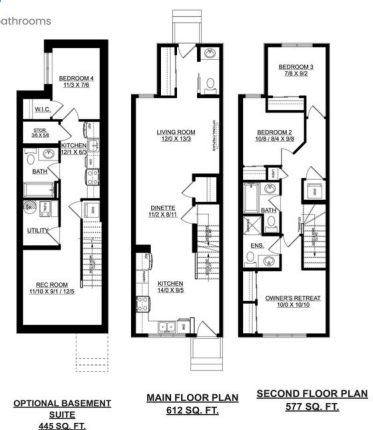 bathrooms
BEDROOM 4
11/3 X 7/6
W.I.C.
STOR.
3/6 X 5/6
KITCHEN
12/1 X 6/3
BATH
UTILITY
REC ROOM
11/10 X 9/1 / 12/5
OPTIONAL BASEMENT
SUITE
445 SQ. FT.
LIVING ROOM
12/0 X 13/3
DINETTE
11/2 X 8/11
KITCHEN
14/0 X 9/5
MAIN FLOOR PLAN
612 SQ. FT.
BEDROOM 3
7/8 X 9/2
BEDROOM 2
10/8 / 8/4 X 9/8
BATH
ENS.
OWNER'S RETREAT
10/0 X 10/10
SECOND FLOOR PLAN
577 SQ. FT.